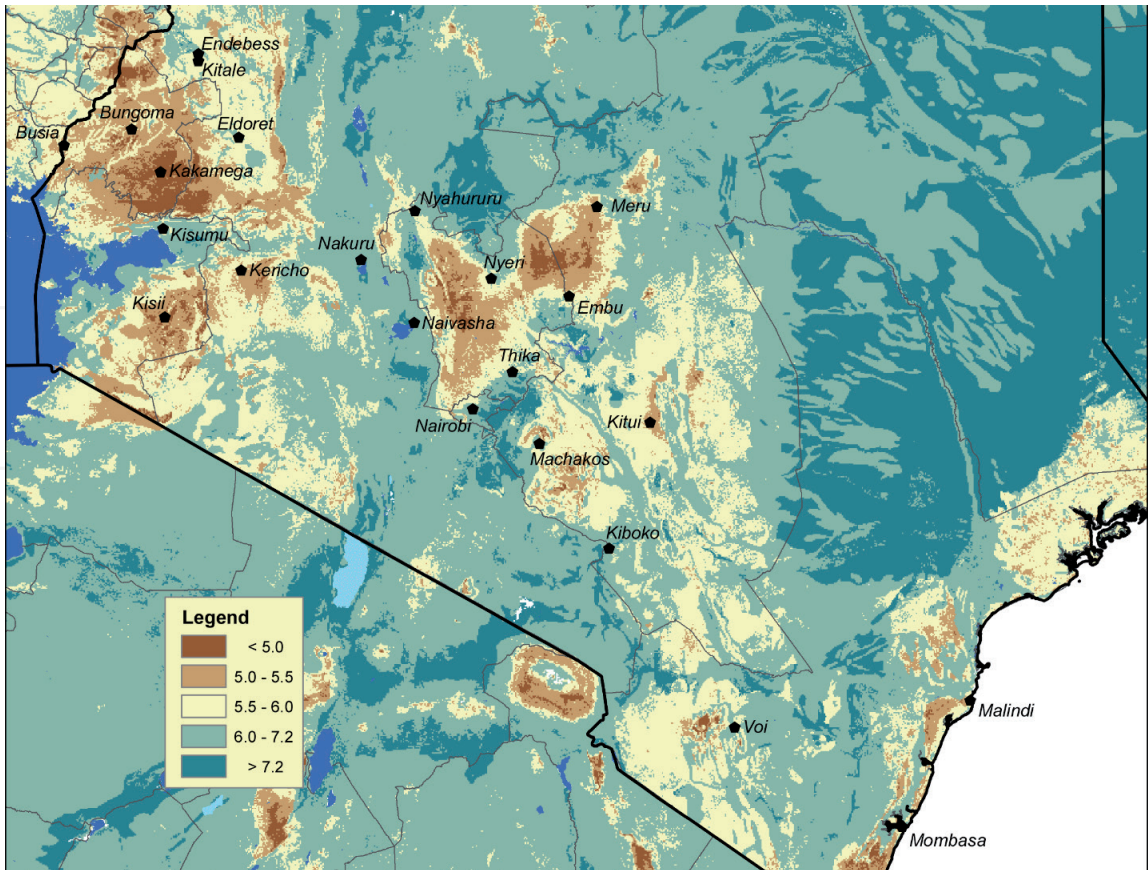 Endebess
Kitale
Bungoma
Eldoret
Busia
Kakamega
Nyahururu
Meru
Kisumu
Nakuru
Nyeri
Kericho
Kisii
Embu
Naivasha
Thika
Nairobi
Kitui
Machakos
Kiboko
Legend
< 5.0
5.0 - 5.5
5.5 - 6.0
6.0 - 7.2
> 7.2
Malindi
Voi
Mombasa